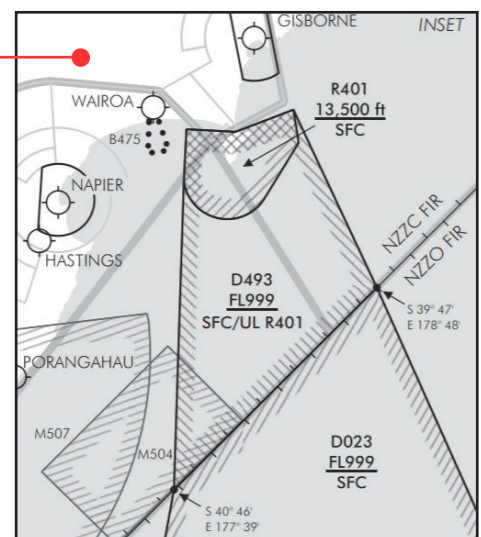 GISBORNE
INSET
WAIROA
R401
13,500 ft
SFC
B475
NAPIER
HASTINGS
NZZC FIR
NZZO FIR
D493
FL999
SFC/UL R401
S 39° 47'
E 178° 48'
PORANGAHAU
M507
M504
D023
FL999
SFC
S 40° 46'
E 177° 39'